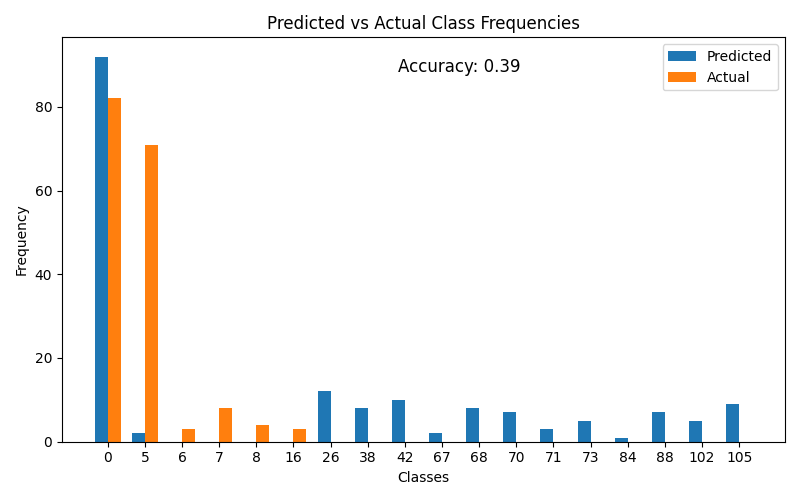 Predicted vs Actual Class Frequencies
Accuracy: 0.39
Predicted
Actual
Frequency
80
60
40
20
0
0 5 6 7 8 16 26 38 42 67 68 70 71 73 84 88 102 105
Classes